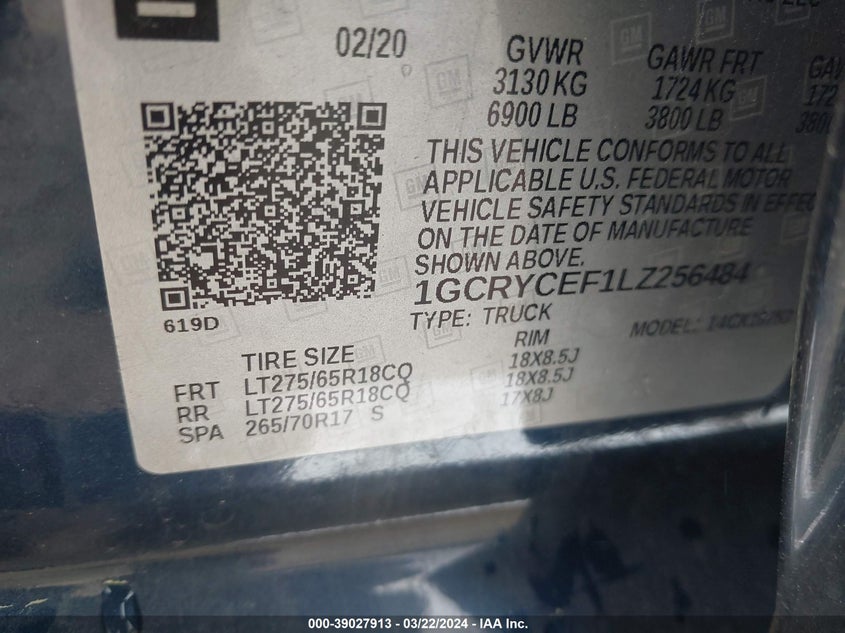 02/20
GVWR
GAWR FRT
3130 KG
1724 KG
6900 LB
3800 LB
THIS VEHICLE CONFORMS TO ALL
APPLICABLE U.S. FEDERAL MOTOR
VEHICLE SAFETY STANDARDS IN EFFEC
ON THE DATE OF MANUFACTURE
SHOWN ABOVE.
1GCRYCEF1LZ256484
TYPE: TRUCK
MODEL:
619D
TIRE SIZE
RIM
FRT LT275/65R18CQ 18X8.5J
RR LT275/65R18CQ 18X8.5J
SPA 265/70R17 S 17X8J
GM
000-39027913 - 03/22/2024 - IAA Inc.